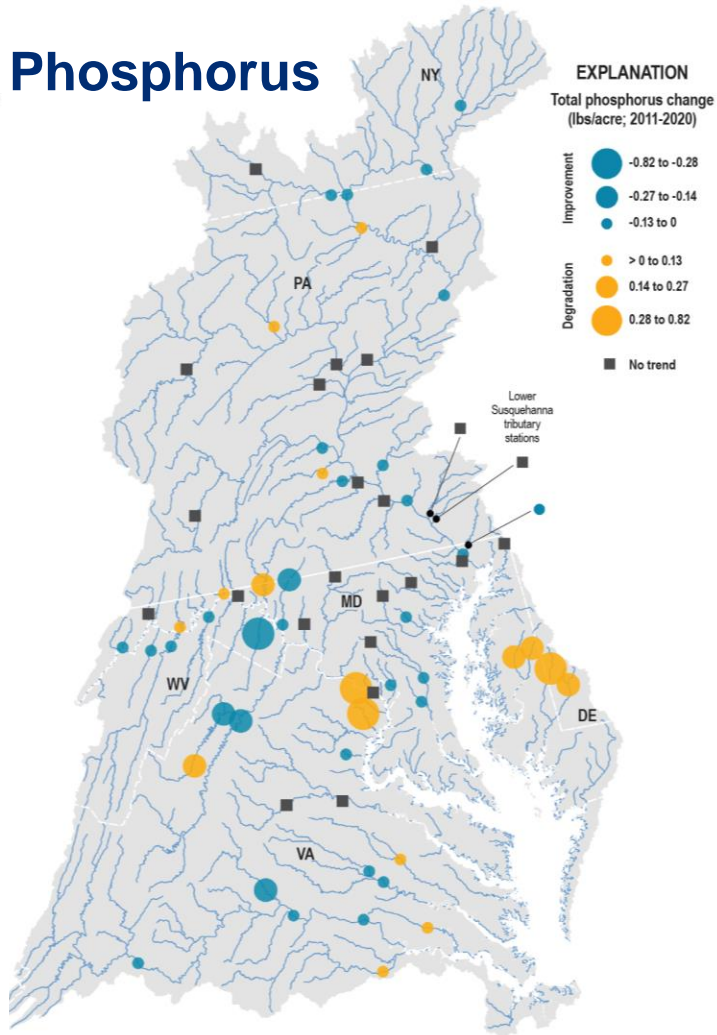 Phosphorus
NY
EXPLANATION
Total phosphorus change
(lbs/acre; 2011-2020)
Improvement
-0.82 to -0.28
-0.27 to -0.14
-0.13 to 0
Degradation
> 0 to 0.13
0.14 to 0.27
0.28 to 0.82
No trend
PA
Lower
Susquehanna
tributary
stations
MD
WV
DE
VA